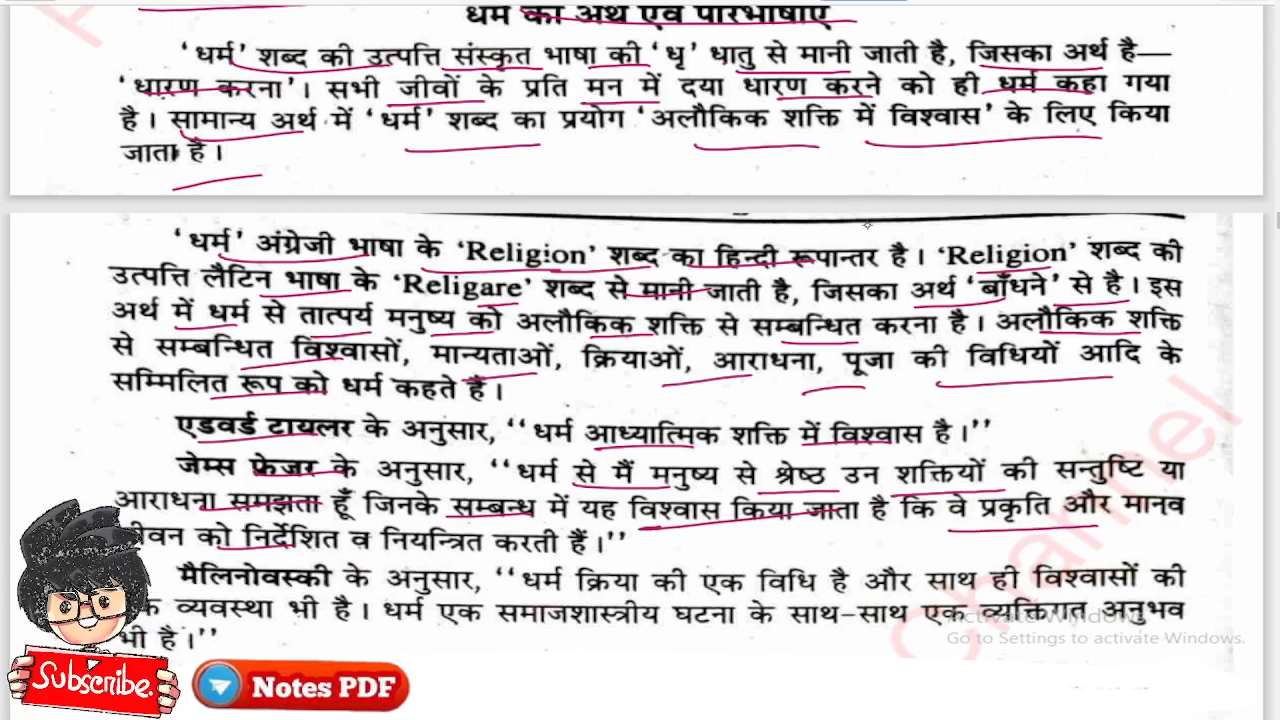 धर्म का अर्थ एवं परिभाषाएँ
'धर्म' शब्द की उत्पत्ति संस्कृत भाषा की 'धृ' धातु से मानी जाती है, जिसका अर्थ है—
'धारण करना'। सभी जीवों के प्रति मन में दया धारण करने को ही धर्म कहा गया
है। सामान्य अर्थ में 'धर्म' शब्द का प्रयोग 'अलौकिक शक्ति में विश्वास' के लिए किया
जाता है।
'धर्म' अंग्रेजी भाषा के 'Religion' शब्द का हिन्दी रूपान्तर है। 'Religion' शब्द की
उत्पत्ति लैटिन भाषा के 'Religare' शब्द से मानी जाती है, जिसका अर्थ 'बाँधने' से है। इस
अर्थ में धर्म से तात्पर्य मनुष्य को अलौकिक शक्ति से सम्बन्धित करना है। अलौकिक शक्ति
से सम्बन्धित विश्वासों, मान्यताओं, क्रियाओं, आराधना, पूजा की विधियों आदि के
सम्मिलित रूप को धर्म कहते हैं।
एडवर्ड टायलर के अनुसार, ''धर्म आध्यात्मिक शक्ति में विश्वास है।''
जेम्स फ्रेजर के अनुसार, ''धर्म से मैं मनुष्य से श्रेष्ठ उन शक्तियों की सन्तुष्टि या
आराधना समझता हूँ जिनके सम्बन्ध में यह विश्वास किया जाता है कि वे प्रकृति और मानव
जीवन को निर्देशित व नियन्त्रित करती हैं।''
मैलिनोवस्की के अनुसार, ''धर्म क्रिया की एक विधि है और साथ ही विश्वासों की
व्यवस्था भी है। धर्म एक समाजशास्त्रीय घटना के साथ-साथ एक व्यक्तिगत अनुभव
भी है।''
Channel
Activate Windows
Go to Settings to activate Windows.
Subscribe.
Notes PDF